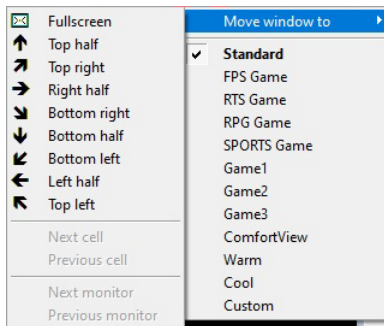 Fullscreen
Top half
Top right
Right half
Bottom right
Bottom half
Bottom left
Left half
Top left
Next cell
Previous cell
Next monitor
Previous monitor
Move window to
Standard
FPS Game
RTS Game
RPG Game
SPORTS Game
Game1
Game2
Game3
ComfortView
Warm
Cool
Custom